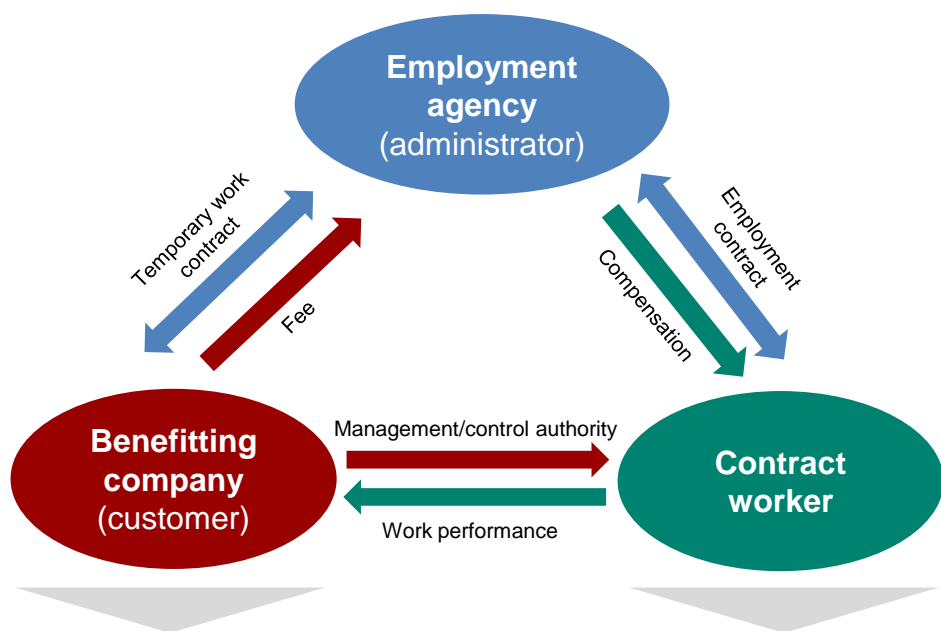 Employment
agency
(administrator)
Temporary work
contract
Fee
Employment
contract
Compensation
Management/control authority
Benefitting
company
(customer)
Contract
worker
Work performance